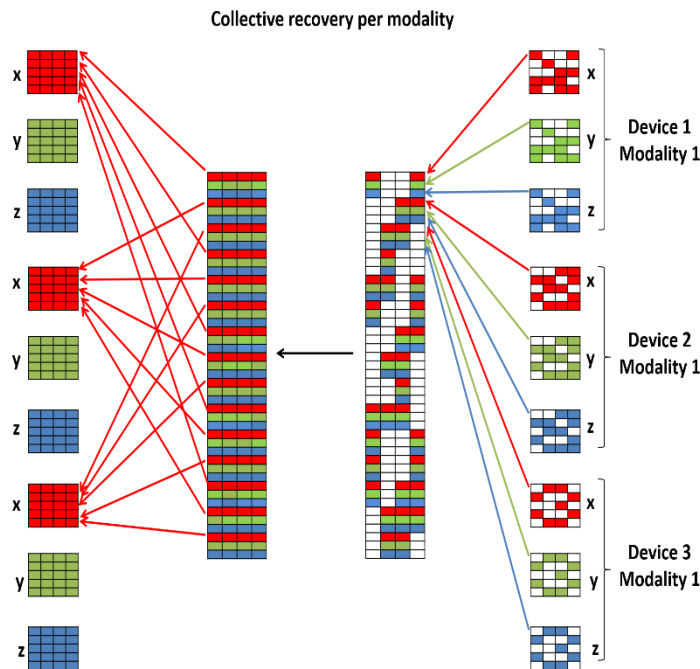 Collective recovery per modality
x
y
z
x
y
z
x
y
z
x
y
z
Device 1
Modality 1
x
y
z
Device 2
Modality 1
x
y
z
Device 3
Modality 1